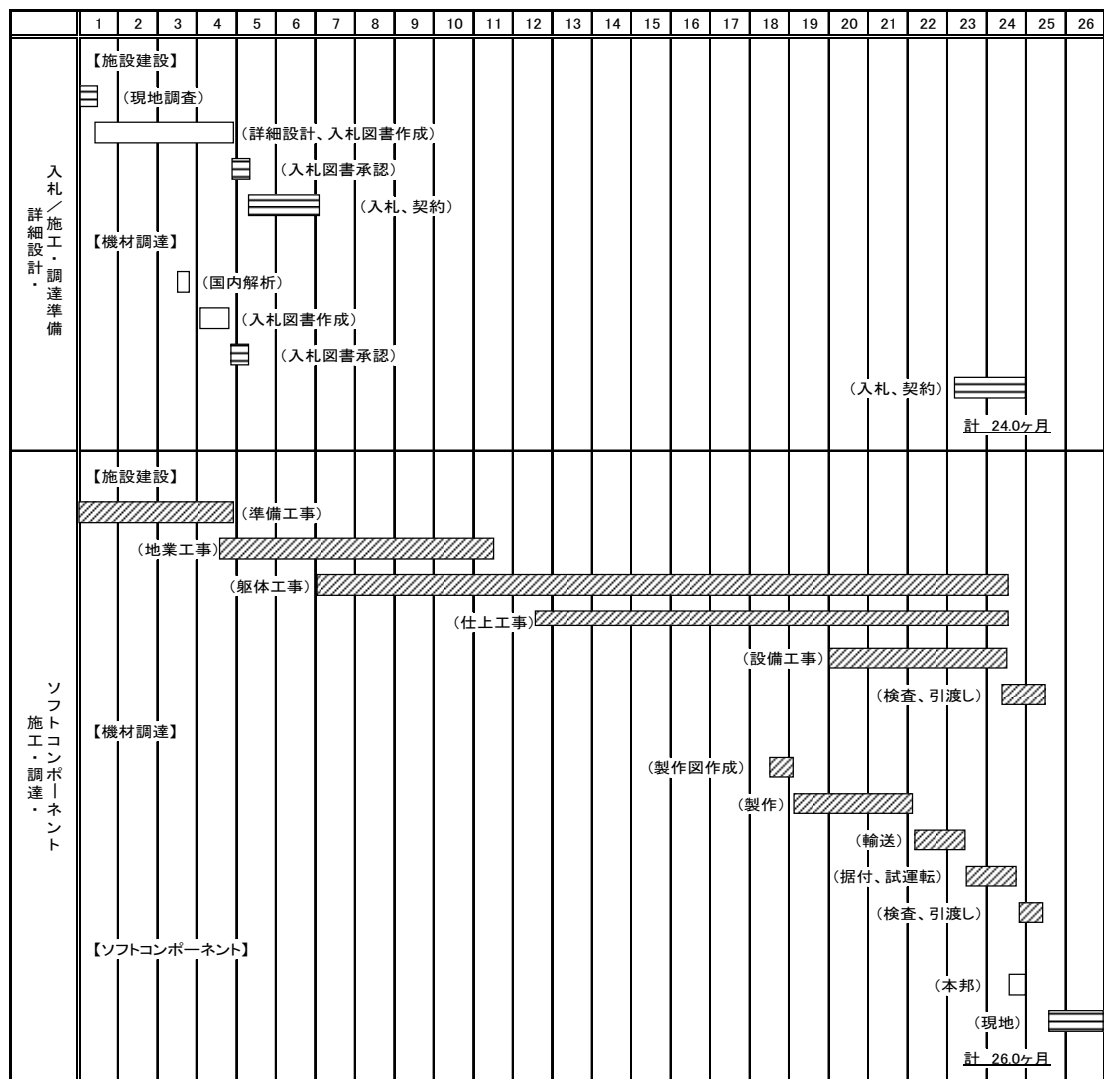 1 2 3 4 5 6 7 8 9 10 11 12 13 14 15 16 17 18 19 20 21 22 23 24 25 26
詳細設計・
入札／施工・調達準備
【施設建設】
（現地調査）
（詳細設計、入札図書作成）
（入札図書承認）
（入札、契約）
【機材調達】
（国内解析）
（入札図書作成）
（入札図書承認）
（入札、契約）
計 24.0ヶ月
施工・調達・
ソフトコンポーネント
【施設建設】
（準備工事）
（地業工事）
（躯体工事）
（仕上工事）
（設備工事）
（検査、引渡し）
【機材調達】
（製作図作成）
（製作）
（輸送）
（据付、試運転）
（検査、引渡し）
【ソフトコンポーネント】
（本邦）
（現地）
計 26.0ヶ月